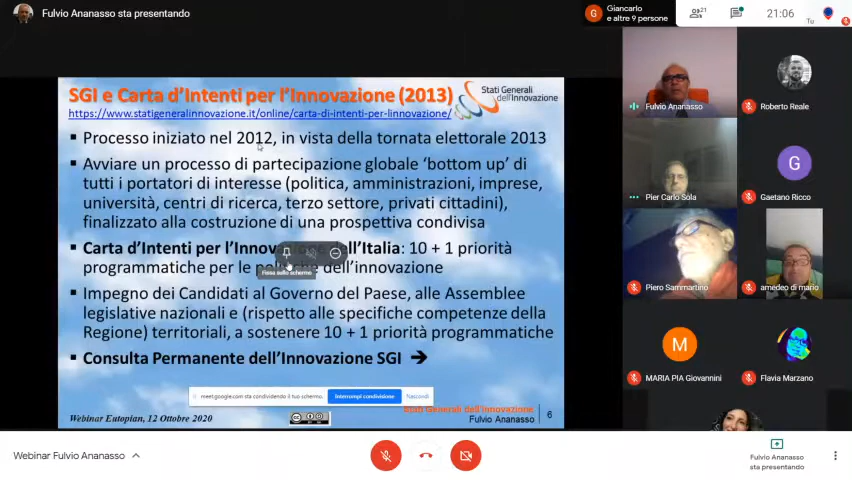 Fulvio Ananasso sta presentando
G
Giancarlo
e altre 9 persone
21
21:06
Tu
SGI e Carta d'Intenti per l'Innovazione (2013)
Stati Generali
dell'Innovazione
https://www.statigeneralinnovazione.it/online/carta-di-intenti-per-linnovazione/
▪ Processo iniziato nel 2012, in vista della tornata elettorale 2013
▪ Avviare un processo di partecipazione globale 'bottom up' di
tutti i portatori di interesse (politica, amministrazioni, imprese,
università, centri di ricerca, terzo settore, privati cittadini),
finalizzato alla costruzione di una prospettiva condivisa
▪ Carta d'Intenti per l'Innov dell'Italia: 10 + 1 priorità
programmatiche per le dell'innovazione
Fissa sullo schermo
▪ Impegno dei Candidati al Governo del Paese, alle Assemblee
legislative nazionali e (rispetto alle specifiche competenze della
Regione) territoriali, a sostenere 10 + 1 priorità programmatiche
▪ Consulta Permanente dell'Innovazione SGI ➔
meet.google.com sta condividendo il tuo schermo.
Interrompi condivisione
Nascondi
Webinar Eutopian, 12 Ottobre 2020
Stati Generali dell'Innovazione
Fulvio Ananasso
6
Fulvio Ananasso
Roberto Reale
Pier Carlo Sòla
G
Gaetano Ricco
Piero Sammartino
amedeo di mario
M
MARIA PIA Giovannini
Flavia Marzano
Webinar Fulvio Ananasso
Fulvio Ananasso
sta presentando